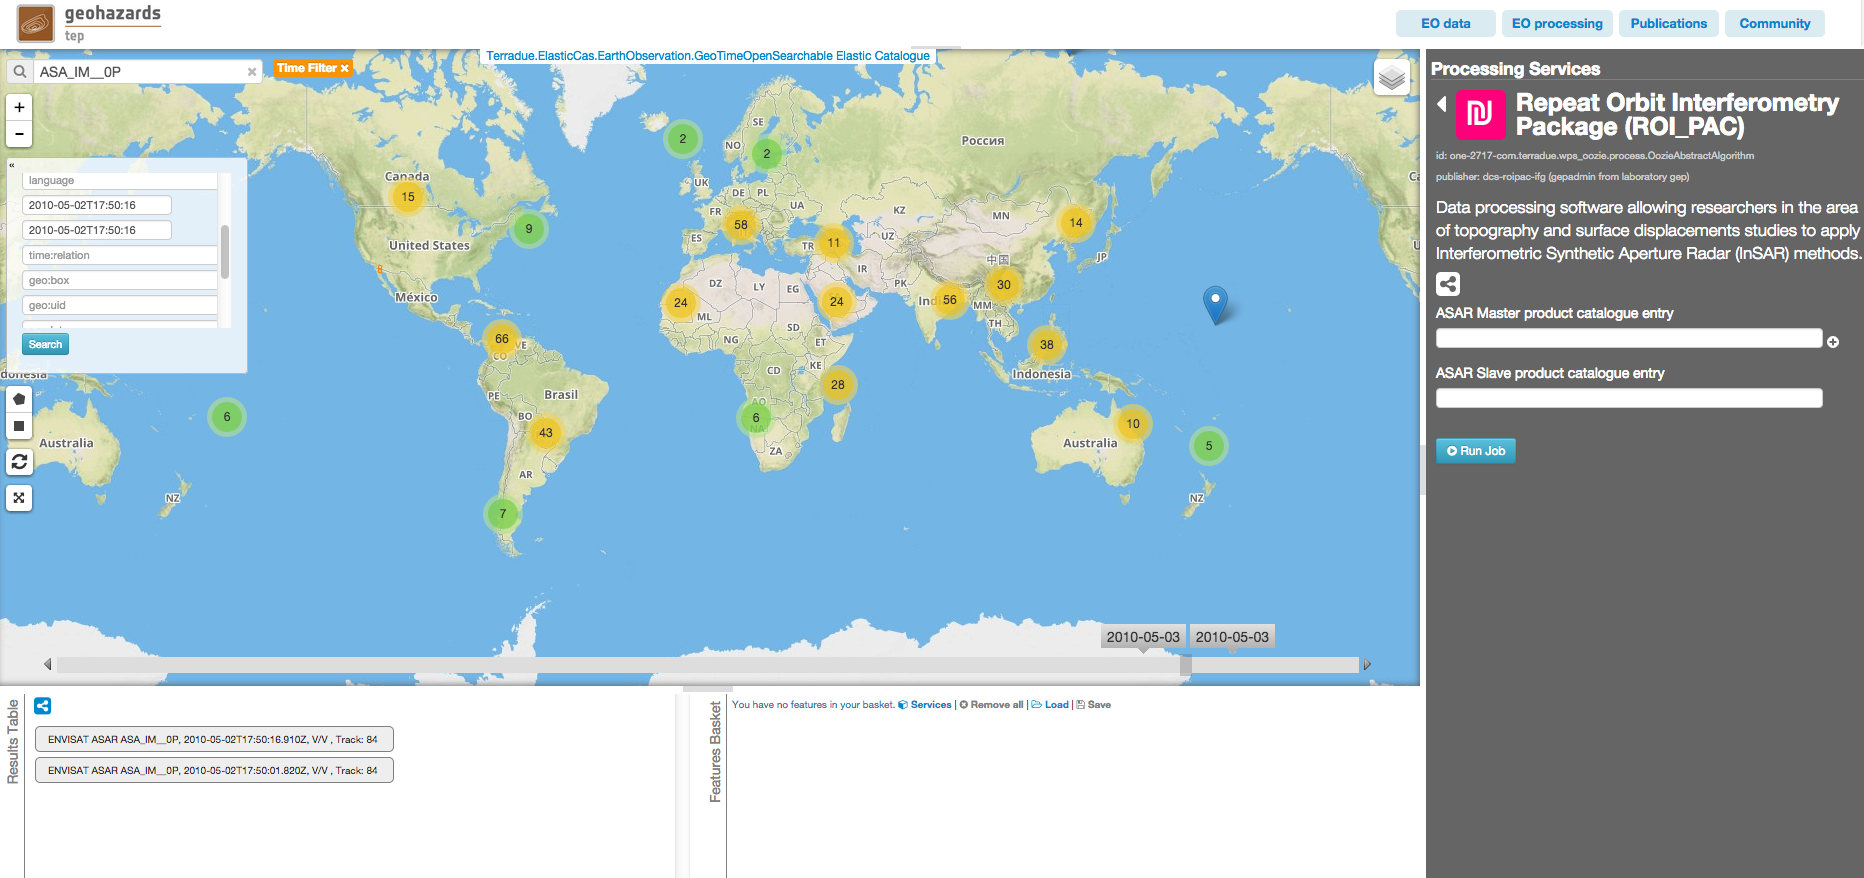 geohazards
tep
EO data
EO processing
Publications
Community
Terradue.ElasticCas.EarthObservation.GeoTimeOpenSearchable Elastic Catalogue
ASA_IM__0P
Time Filter ×
+
−
«
language
2010-05-02T17:50:16
2010-05-02T17:50:16
time:relation
geo:box
geo:uid
Search
Canada
United States
México
VE
CO
PE
Brasil
BO
AR
SE
NO
UK
DE
PL
UA
FR
ES
TR
KZ
UZ
MN
Россия
中国
JP
IR
PK
MM
TH
Indonesia
DZ
LY
EG
ML
SD
NG
ET
KE
CD
AO
NA
ZA
Australia
NZ
Australia
NZ
2
2
15
9
58
11
14
24
24
56
30
66
38
28
6
6
43
10
5
7
2010-05-03
2010-05-03
Results Table
ENVISAT ASAR ASA_IM__0P, 2010-05-02T17:50:16.910Z, V/V , Track: 84
ENVISAT ASAR ASA_IM__0P, 2010-05-02T17:50:01.820Z, V/V , Track: 84
Features Basket
You have no features in your basket. Services | Remove all | Load | Save
Processing Services
Repeat Orbit Interferometry
Package (ROI_PAC)
id: one-2717-com.terradue.wps_oozie.process.OozieAbstractAlgorithm
publisher: dcs-roipac-ifg (gepadmin from laboratory gep)
Data processing software allowing researchers in the area
of topography and surface displacements studies to apply
Interferometric Synthetic Aperture Radar (InSAR) methods.
ASAR Master product catalogue entry
ASAR Slave product catalogue entry
Run Job